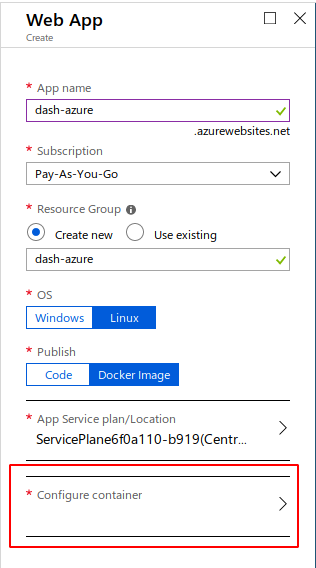 Web App
Create
* App name
dash-azure
.azurewebsites.net
* Subscription
Pay-As-You-Go
* Resource Group
Create new Use existing
dash-azure
* OS
Windows Linux
* Publish
Code Docker Image
* App Service plan/Location
ServicePlane6f0a110-b919(Centr...
* Configure container